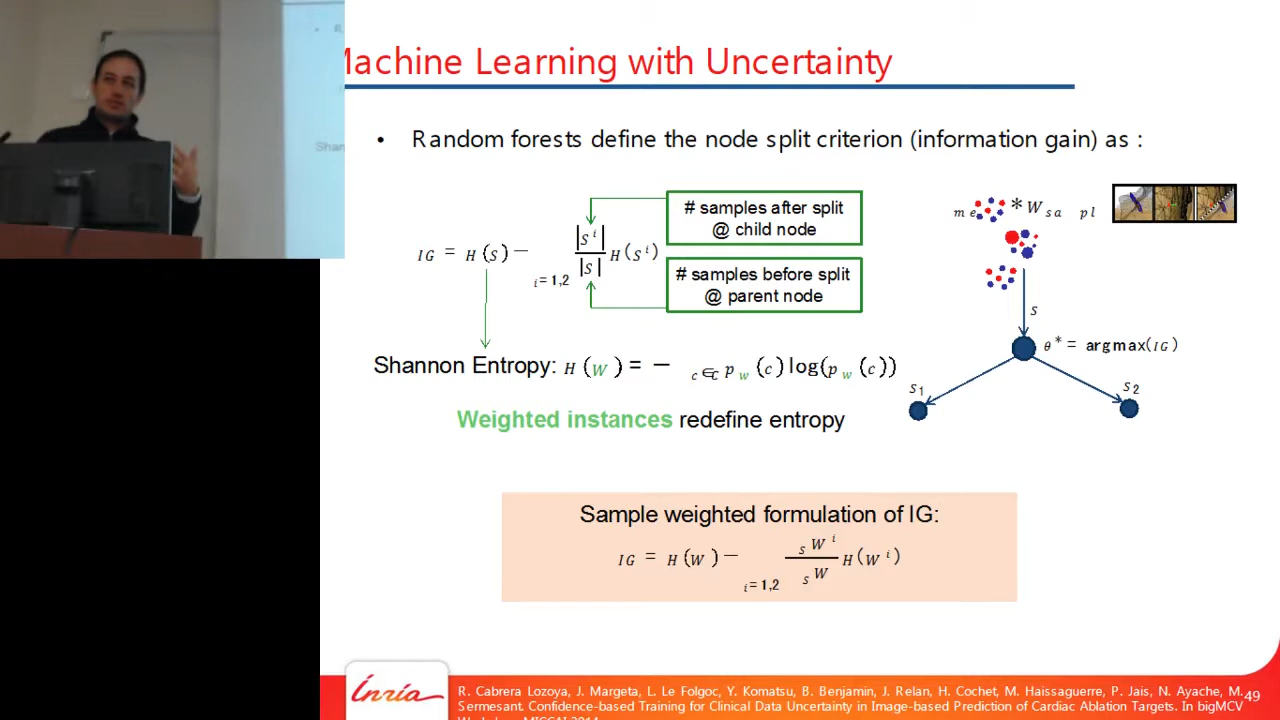 Machine Learning with Uncertainty
• Random forests define the node split criterion (information gain) as :
# samples after split
@ child node
IG = H(S)− i=1,2 |S^i| / |S| H(S^i)
# samples before split
@ parent node
Shannon Entropy: H(W) = − c∈C p_w(c)log(p_w(c))
Weighted instances redefine entropy
me * W sa pl
S
θ* = argmax(IG)
S1
S2
Sample weighted formulation of IG:
IG = H(W)− i=1,2 s W^i / s W H(W^i)
Inria
R. Cabrera Lozoya, J. Margeta, L. Le Folgoc, Y. Komatsu, B. Benjamin, J. Relan, H. Cochet, M. Haissaguerre, P. Jais, N. Ayache, M.
Sermesant. Confidence-based Training for Clinical Data Uncertainty in Image-based Prediction of Cardiac Ablation Targets. In bigMCV
49